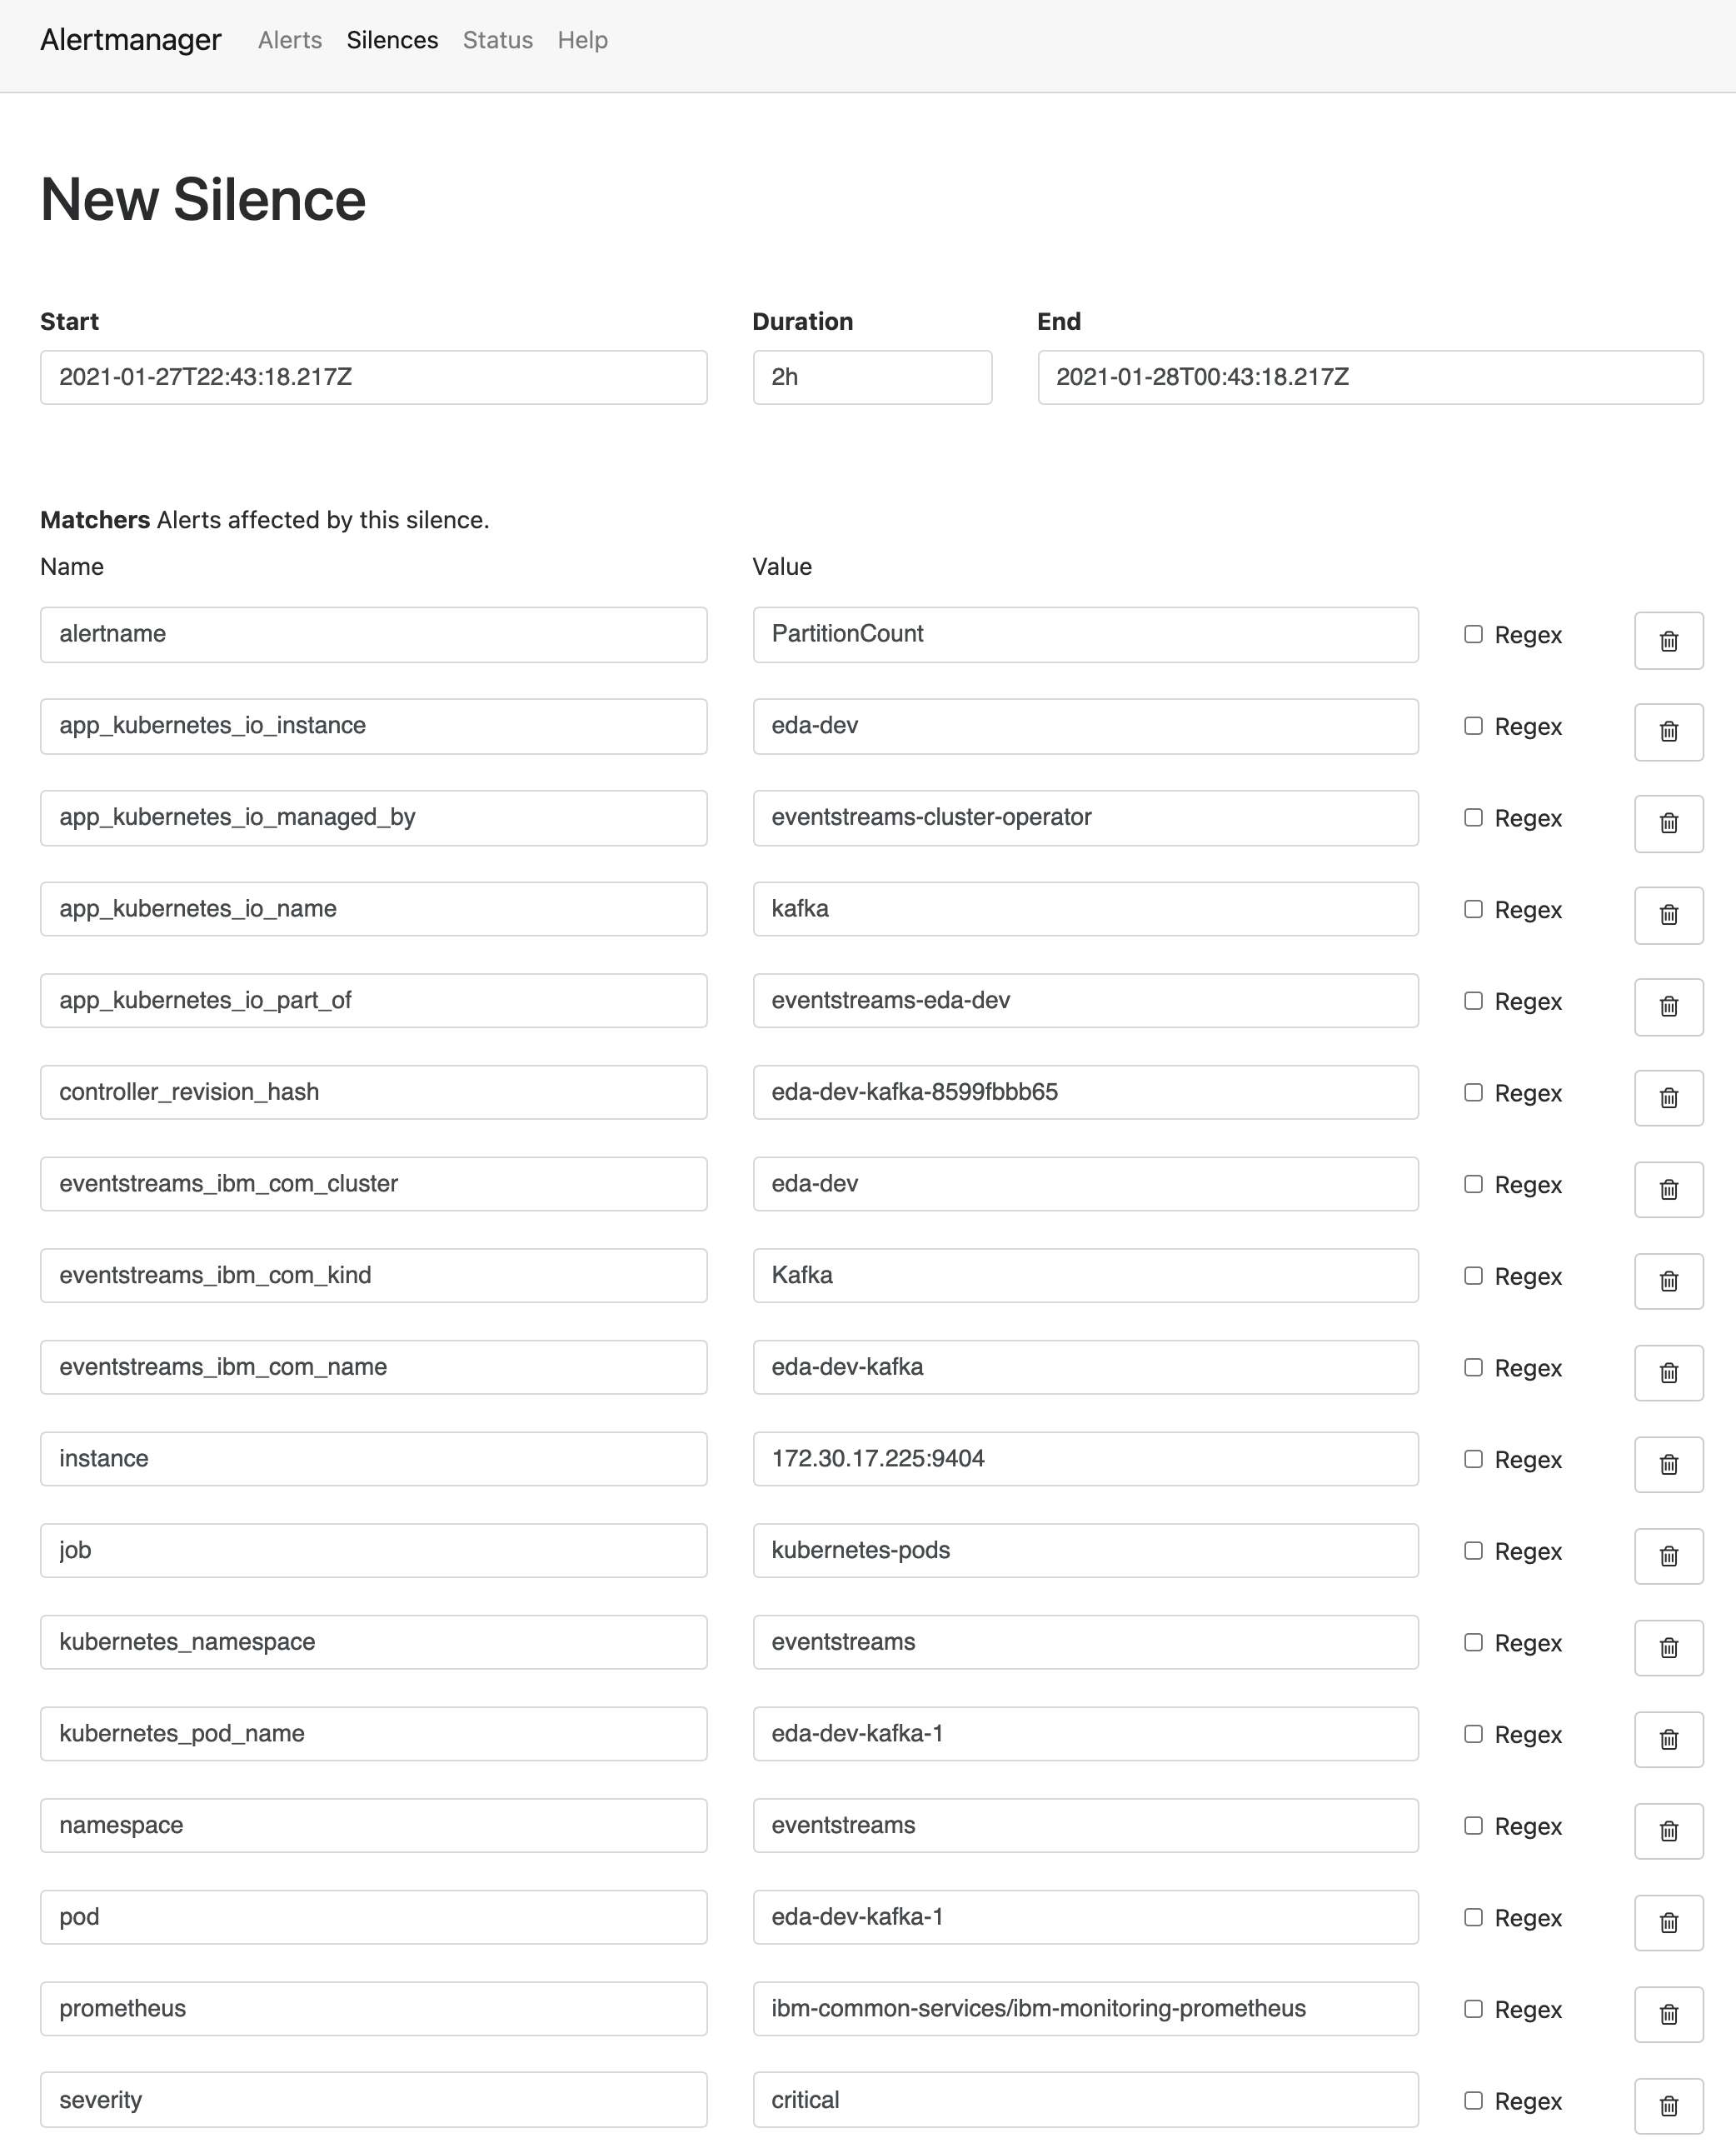 Alertmanager Alerts Silences Status Help
New Silence
Start Duration End
2021-01-27T22:43:18.217Z 2h 2021-01-28T00:43:18.217Z
Matchers Alerts affected by this silence.
Name Value
alertname PartitionCount Regex
app_kubernetes_io_instance eda-dev Regex
app_kubernetes_io_managed_by eventstreams-cluster-operator Regex
app_kubernetes_io_name kafka Regex
app_kubernetes_io_part_of eventstreams-eda-dev Regex
controller_revision_hash eda-dev-kafka-8599fbbb65 Regex
eventstreams_ibm_com_cluster eda-dev Regex
eventstreams_ibm_com_kind Kafka Regex
eventstreams_ibm_com_name eda-dev-kafka Regex
instance 172.30.17.225:9404 Regex
job kubernetes-pods Regex
kubernetes_namespace eventstreams Regex
kubernetes_pod_name eda-dev-kafka-1 Regex
namespace eventstreams Regex
pod eda-dev-kafka-1 Regex
prometheus ibm-common-services/ibm-monitoring-prometheus Regex
severity critical Regex